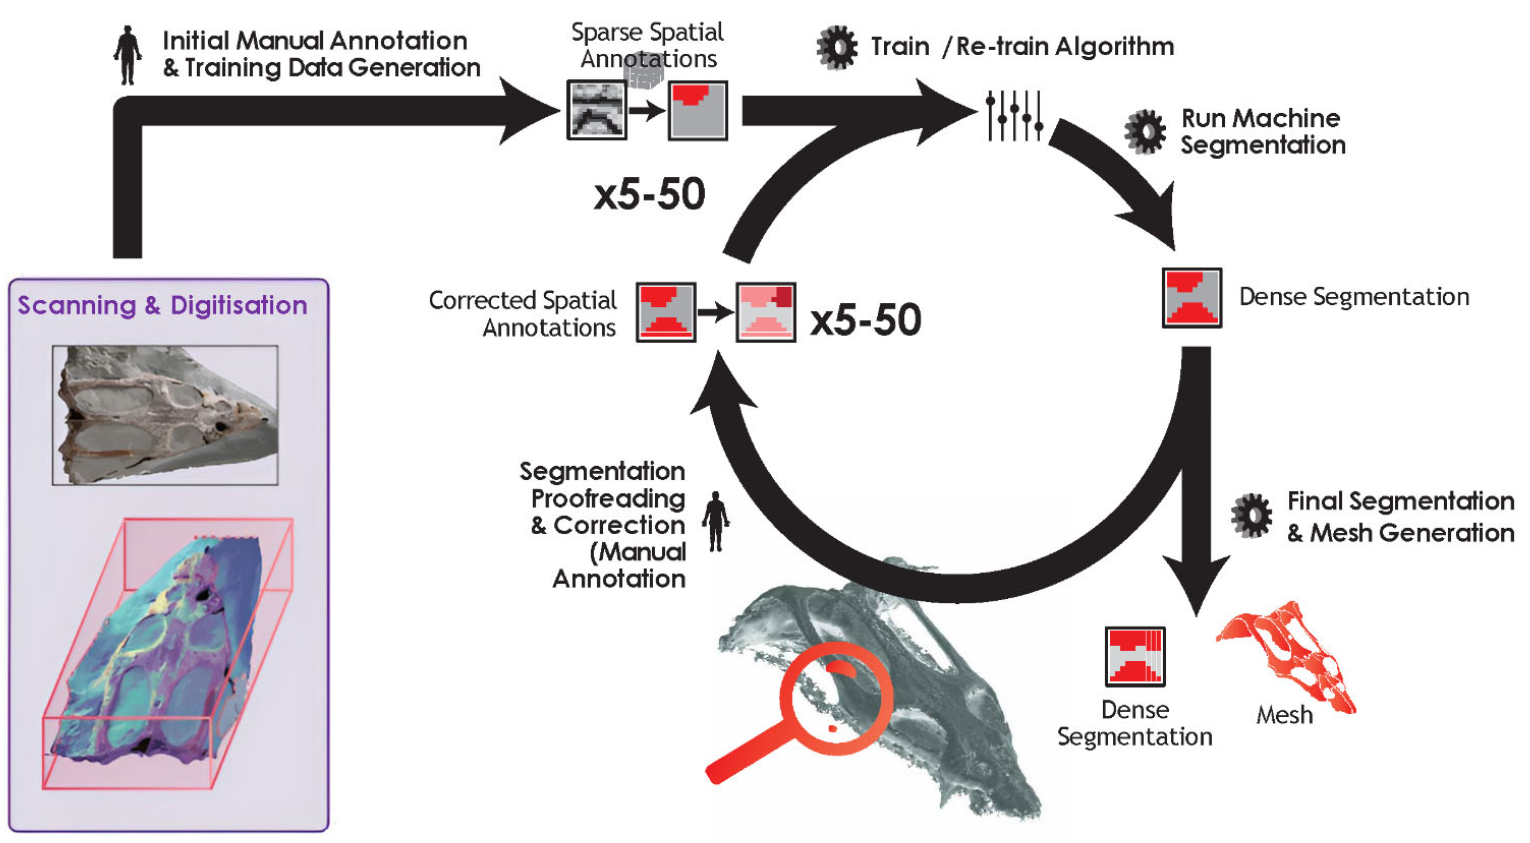 Initial Manual Annotation
& Training Data Generation
Sparse Spatial
Annotations
x5-50
Train / Re-train Algorithm
Run Machine
Segmentation
Scanning & Digitisation
Corrected Spatial
Annotations
x5-50
Dense Segmentation
Segmentation
Proofreading
& Correction
(Manual
Annotation
Final Segmentation
& Mesh Generation
Dense
Segmentation
Mesh